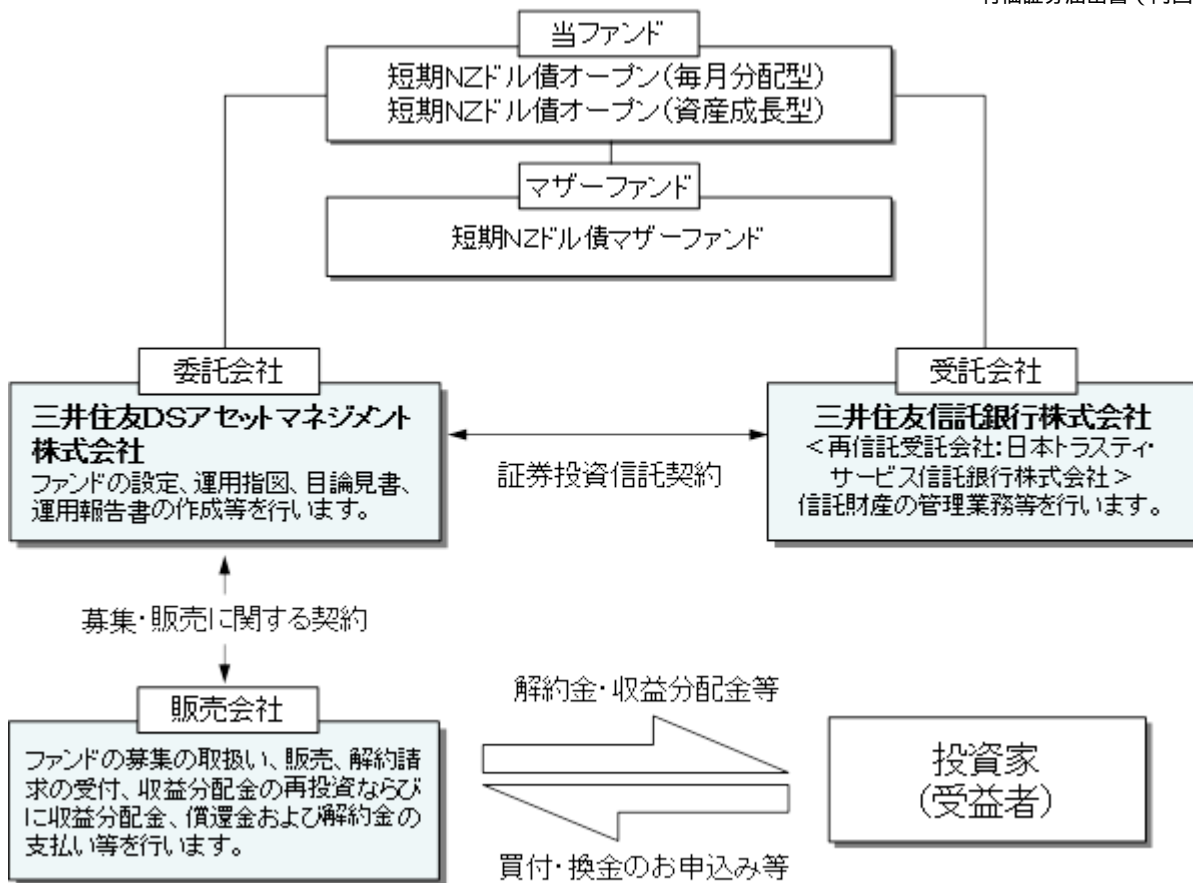 当ファンド
短期NZドル債オープン(毎月分配型)
短期NZドル債オープン(資産成長型)
マザーファンド
短期NZドル債マザーファンド
委託会社
三井住友DSアセットマネジメント
株式会社
ファンドの設定、運用指図、目論見書、
運用報告書の作成等を行います。
証券投資信託契約
受託会社
三井住友信託銀行株式会社
<再信託受託会社:日本トラスティ・
サービス信託銀行株式会社>
信託財産の管理業務等を行います。
募集・販売に関する契約
販売会社
ファンドの募集の取扱い、販売、解約請
求の受付、収益分配金の再投資ならび
に収益分配金、償還金および解約金の
支払い等を行います。
解約金・収益分配金等
買付・換金のお申込み等
投資家
(受益者)